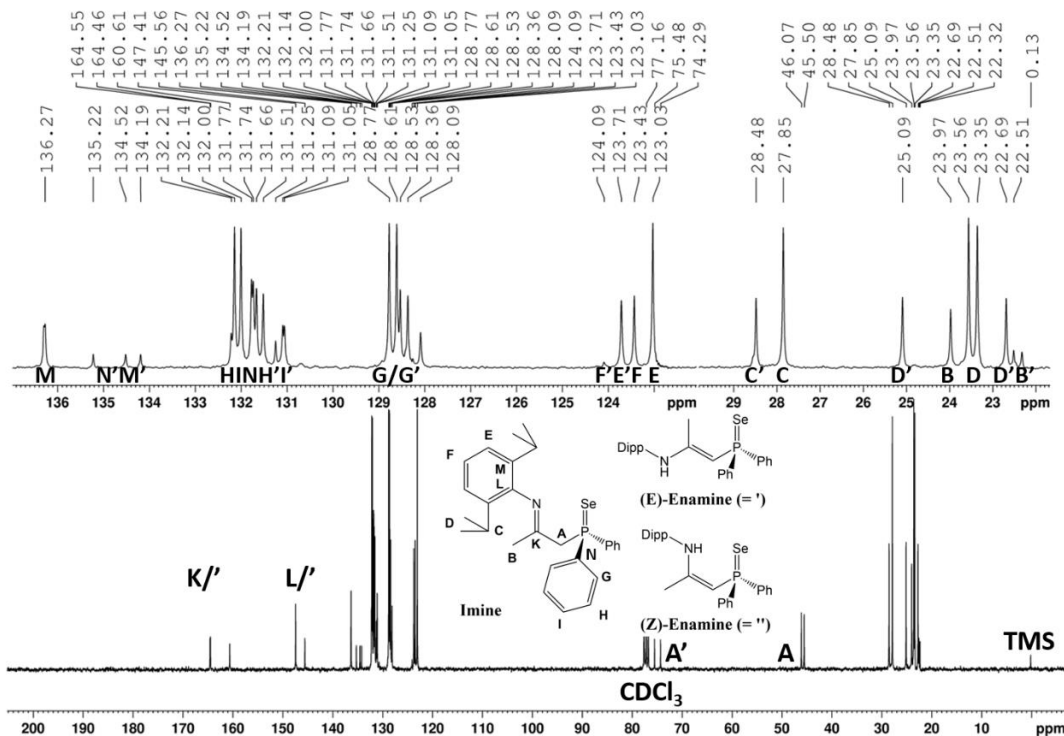 164.55 164.46 160.61 147.41 145.56 136.27 135.22 134.52 134.19 132.21 132.14 132.00 131.77 131.74 131.66 131.51 131.25 131.09 131.05 128.77 128.61 128.53 128.36 128.09 124.09 123.71 123.43 123.03 77.16 75.48 74.29 46.07 45.50 28.48 27.85 25.09 23.97 23.56 23.35 22.69 22.51 22.32 0.13
136.27 135.22 134.52 134.19 132.21 132.14 132.00 131.77 131.74 131.66 131.51 131.25 131.09 131.05 128.77 128.61 128.53 128.36 128.09 124.09 123.71 123.43 123.03 28.48 27.85 25.09 23.97 23.56 23.35 22.69 22.51
M N' M' H I N H' I' G/G' F' E' F E C' C D' B D D' B'
136 135 134 133 132 131 129 128 124 ppm 29 28 27 26 25 24 23 ppm
E
F
M
L
D
C
N
Se
A
P
K
B
Ph
N
G
H
I
Imine
Se
Dipp
NH
P
Ph
Ph
(E)-Enamine (= ')
Dipp
NH
Se
P
Ph
Ph
(Z)-Enamine (= '')
K/'
L/'
A'
A
TMS
CDCl3
200 190 180 170 160 150 140 130 120 110 100 90 80 70 60 50 40 30 20 ppm